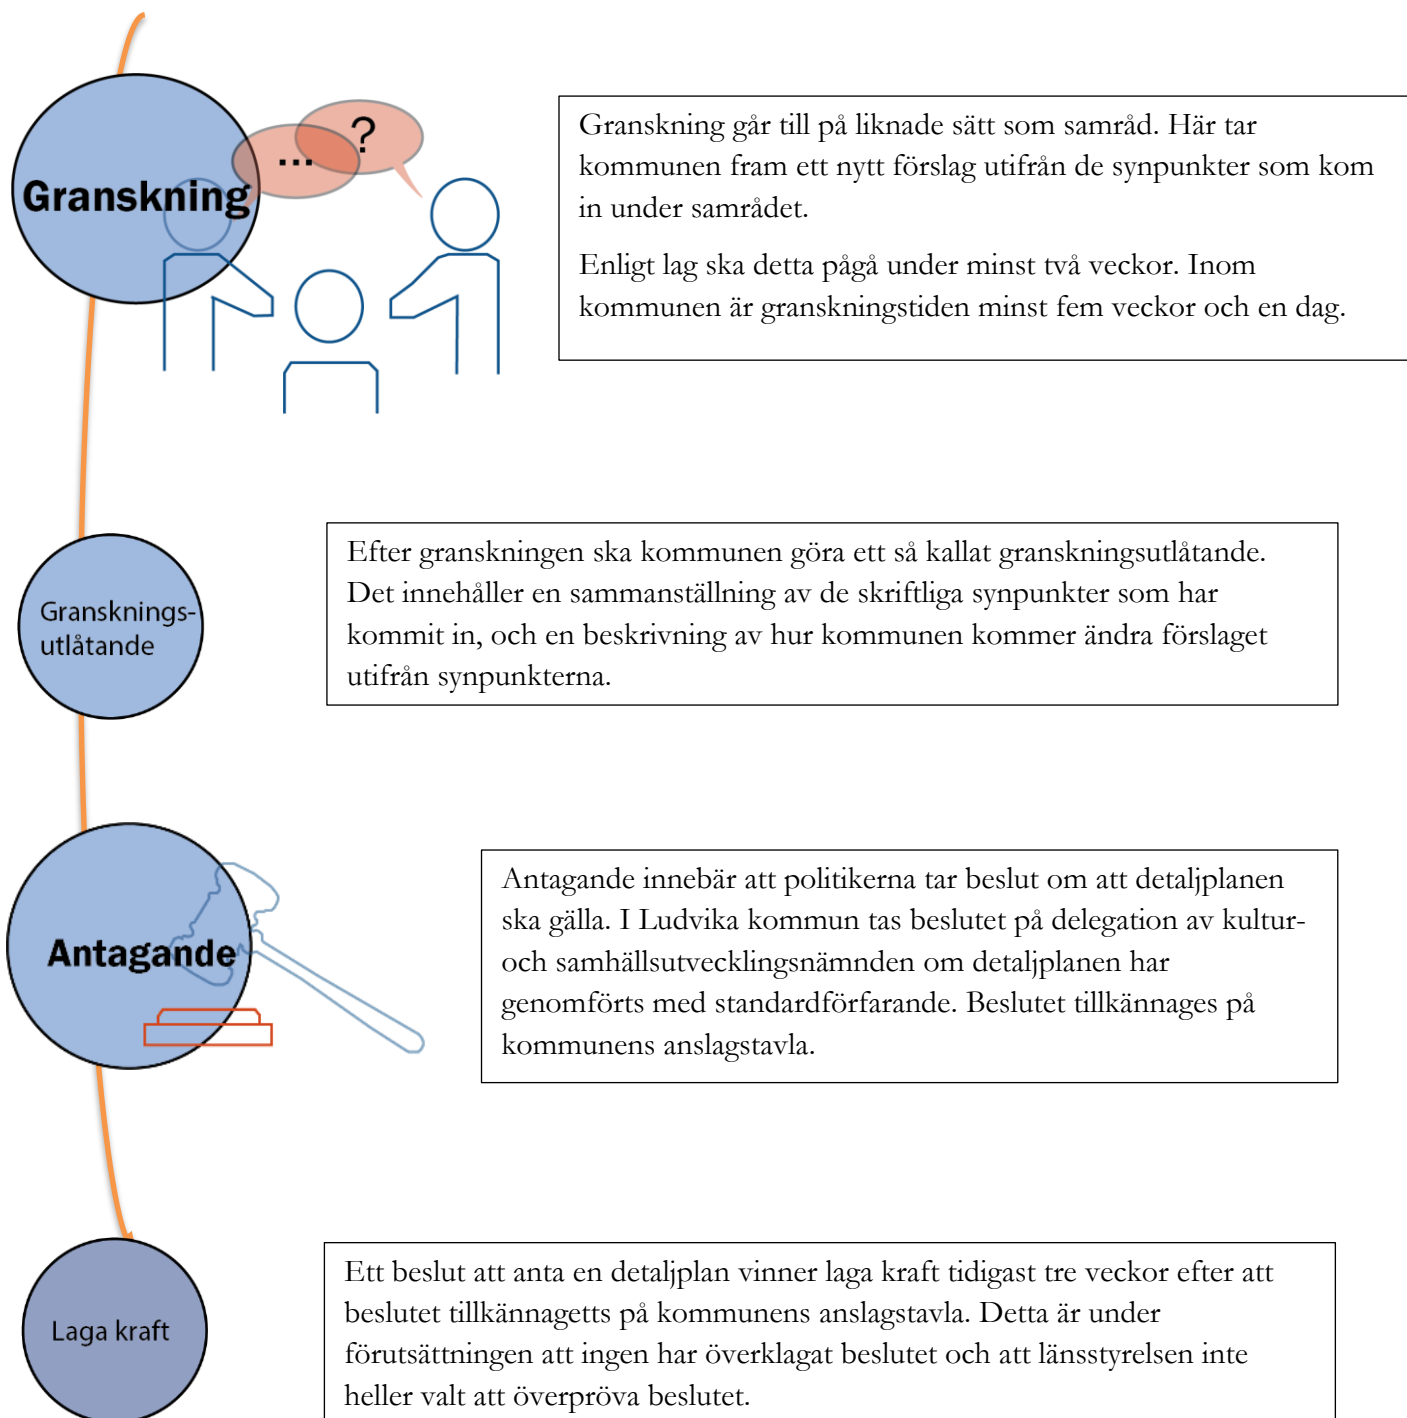 ...
?
Granskning
Granskning går till på liknade sätt som samråd. Här tar
kommunen fram ett nytt förslag utifrån de synpunkter som kom
in under samrådet.
Enligt lag ska detta pågå under minst två veckor. Inom
kommunen är granskningstiden minst fem veckor och en dag.
Gransknings-
utlåtande
Efter granskningen ska kommunen göra ett så kallat granskningsutlåtande.
Det innehåller en sammanställning av de skriftliga synpunkter som har
kommit in, och en beskrivning av hur kommunen kommer ändra förslaget
utifrån synpunkterna.
Antagande
Antagande innebär att politikerna tar beslut om att detaljplanen
ska gälla. I Ludvika kommun tas beslutet på delegation av kultur-
och samhällsutvecklingsnämnden om detaljplanen har
genomförts med standardförfarande. Beslutet tillkännages på
kommunens anslagstavla.
Laga kraft
Ett beslut att anta en detaljplan vinner laga kraft tidigast tre veckor efter att
beslutet tillkännagetts på kommunens anslagstavla. Detta är under
förutsättningen att ingen har överklagat beslutet och att länsstyrelsen inte
heller valt att överpröva beslutet.